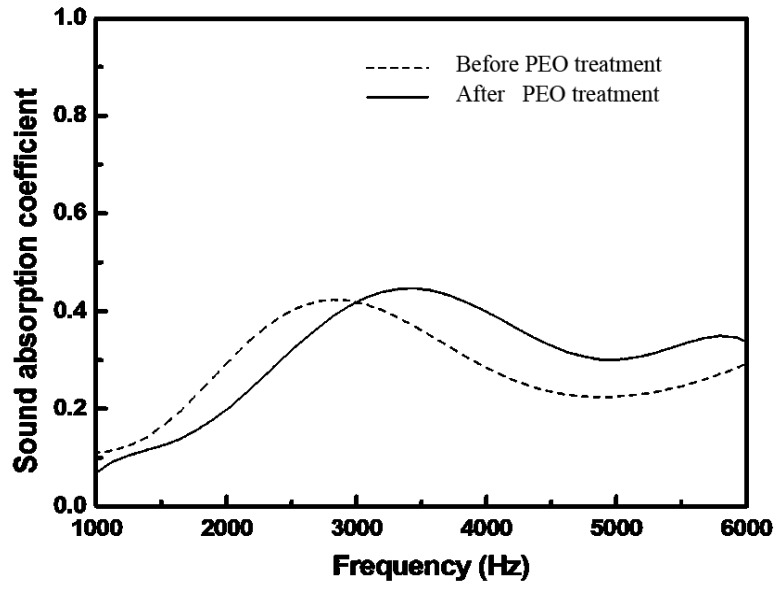 1.0
0.8
0.6
0.4
0.2
0.0
Sound absorption coefficient
Before PEO treatment
After PEO treatment
1000 2000 3000 4000 5000 6000
Frequency (Hz)